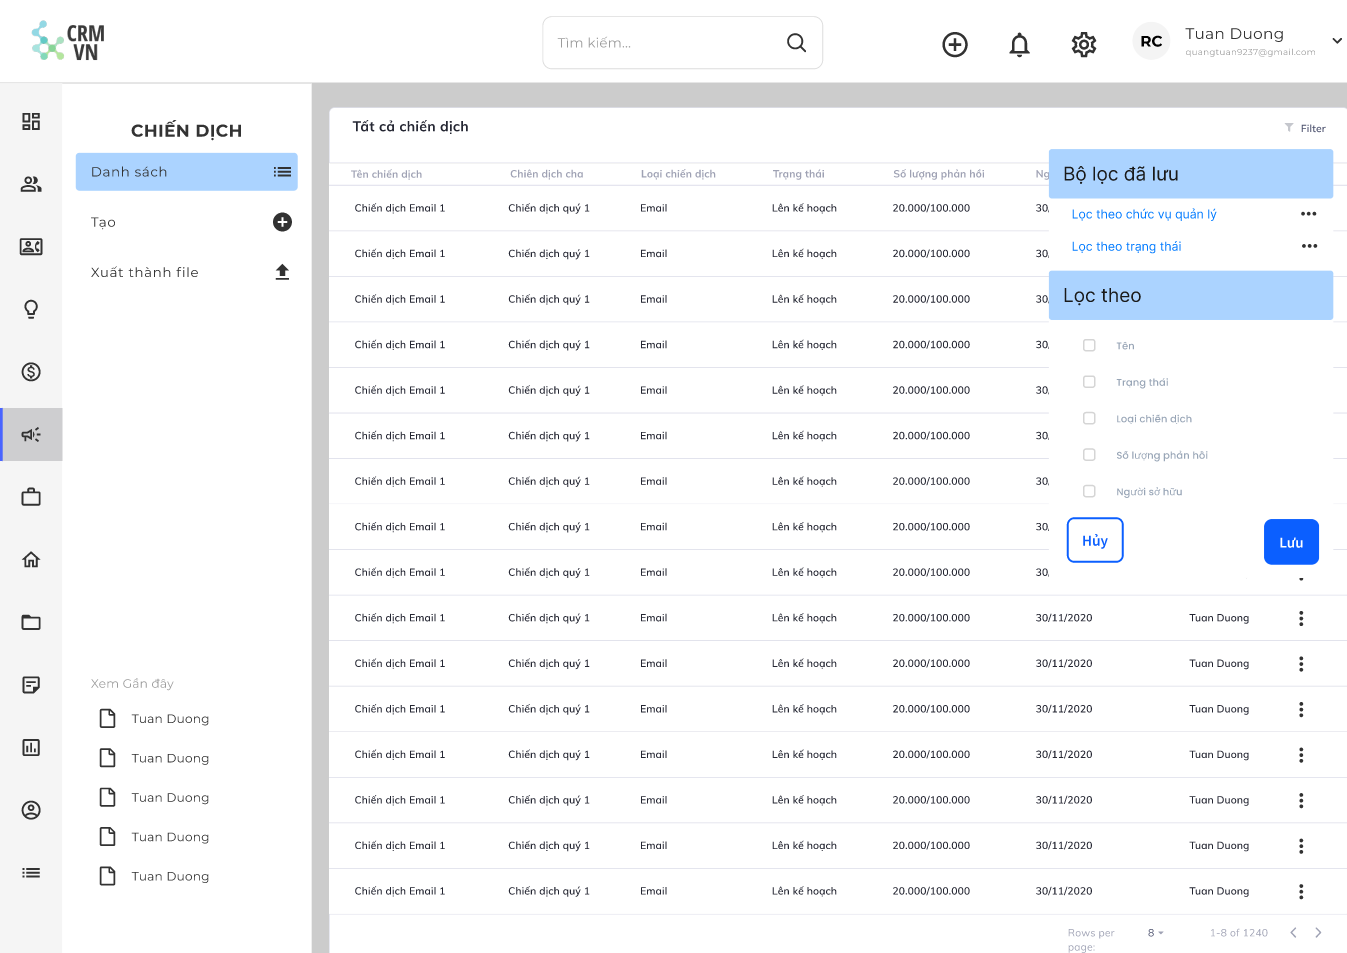 CRM
VN
Tìm kiếm...
RC
Tuan Duong
quangtuan9237@gmail.com
CHIẾN DỊCH
Danh sách
Tạo
Xuất thành file
Xem Gần đây
Tuan Duong
Tuan Duong
Tuan Duong
Tuan Duong
Tuan Duong
Tất cả chiến dịch
Filter
Tên chiến dịch Chiên dịch cha Loại chiến dịch Trạng thái Số lượng phản hồi Ng
Chiến dịch Email 1 Chiến dịch quý 1 Email Lên kế hoạch 20.000/100.000 30/
Chiến dịch Email 1 Chiến dịch quý 1 Email Lên kế hoạch 20.000/100.000 30/
Chiến dịch Email 1 Chiến dịch quý 1 Email Lên kế hoạch 20.000/100.000 30/
Chiến dịch Email 1 Chiến dịch quý 1 Email Lên kế hoạch 20.000/100.000 30/
Chiến dịch Email 1 Chiến dịch quý 1 Email Lên kế hoạch 20.000/100.000 30/
Chiến dịch Email 1 Chiến dịch quý 1 Email Lên kế hoạch 20.000/100.000 30/
Chiến dịch Email 1 Chiến dịch quý 1 Email Lên kế hoạch 20.000/100.000 30/
Chiến dịch Email 1 Chiến dịch quý 1 Email Lên kế hoạch 20.000/100.000 30/
Chiến dịch Email 1 Chiến dịch quý 1 Email Lên kế hoạch 20.000/100.000 30/
Chiến dịch Email 1 Chiến dịch quý 1 Email Lên kế hoạch 20.000/100.000 30/11/2020 Tuan Duong
Chiến dịch Email 1 Chiến dịch quý 1 Email Lên kế hoạch 20.000/100.000 30/11/2020 Tuan Duong
Chiến dịch Email 1 Chiến dịch quý 1 Email Lên kế hoạch 20.000/100.000 30/11/2020 Tuan Duong
Chiến dịch Email 1 Chiến dịch quý 1 Email Lên kế hoạch 20.000/100.000 30/11/2020 Tuan Duong
Chiến dịch Email 1 Chiến dịch quý 1 Email Lên kế hoạch 20.000/100.000 30/11/2020 Tuan Duong
Chiến dịch Email 1 Chiến dịch quý 1 Email Lên kế hoạch 20.000/100.000 30/11/2020 Tuan Duong
Chiến dịch Email 1 Chiến dịch quý 1 Email Lên kế hoạch 20.000/100.000 30/11/2020 Tuan Duong
Bộ lọc đã lưu
Lọc theo chức vụ quản lý
Lọc theo trạng thái
Lọc theo
Tên
Trạng thái
Loại chiến dịch
Số lượng phản hồi
Người sở hữu
Hủy
Lưu
Rows per
page:
8
1-8 of 1240